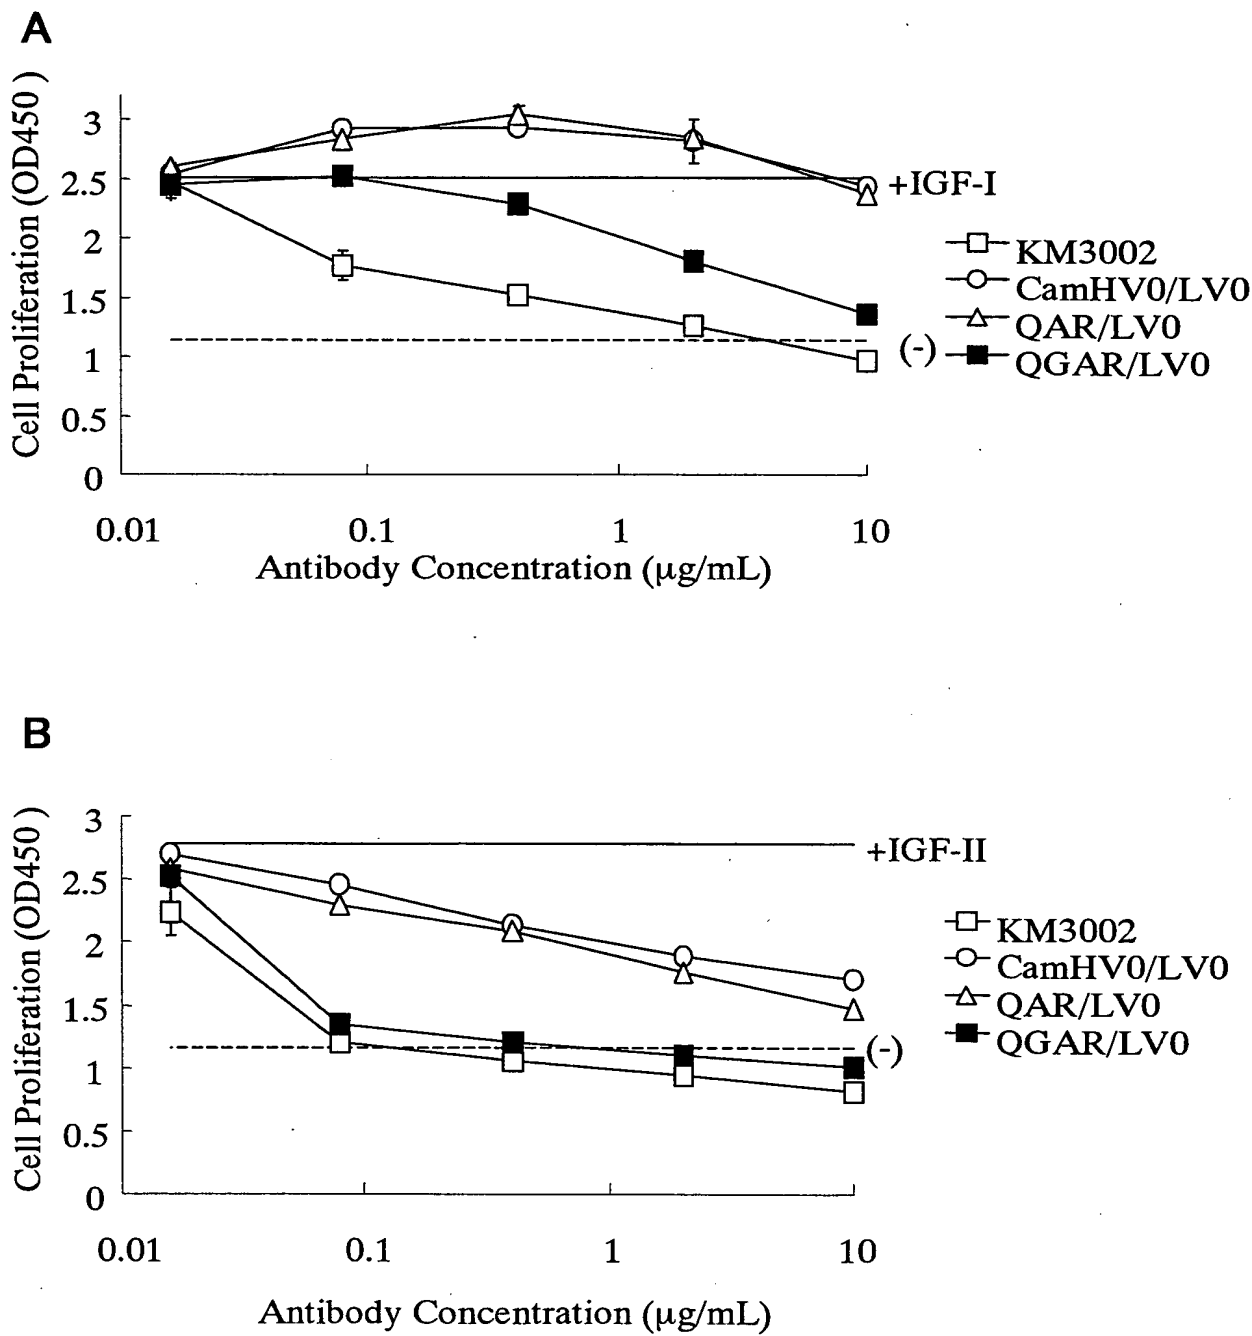 A
Cell Proliferation (OD450 )
3
2.5
2
1.5
1
0.5
0
0.01
0.1
1
10
Antibody Concentration (µg/mL)
+IGF-I
(-)
KM3002
CamHV0/LV0
QAR/LV0
QGAR/LV0
B
Cell Proliferation (OD450 )
3
2.5
2
1.5
1
0.5
0
0.01
0.1
1
10
Antibody Concentration (µg/mL)
+IGF-II
(-)
KM3002
CamHV0/LV0
QAR/LV0
QGAR/LV0